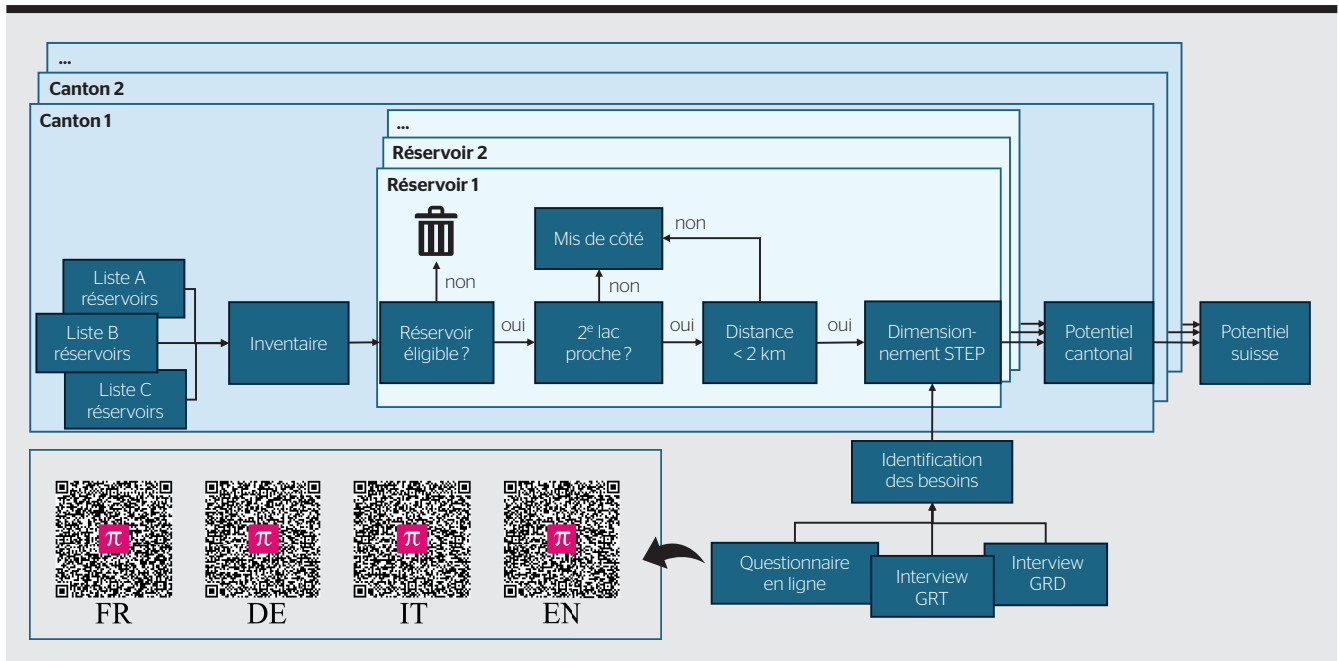 ...
Canton 2
Canton 1
...
Réservoir 2
Réservoir 1
Mis de côté
non
non
non
Liste A
réservoirs
Liste B
réservoirs
Liste C
réservoirs
Inventaire
Réservoir
éligible ?
oui
2e lac
proche ?
oui
Distance
< 2 km
oui
Dimension-
nement STEP
Potentiel
cantonal
Potentiel
suisse
Identification
des besoins
Questionnaire
en ligne
Interview
GRT
Interview
GRD
π
π
π
π
FR
DE
IT
EN